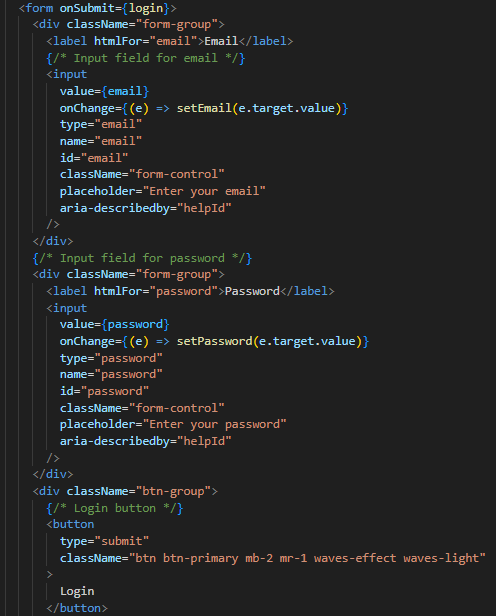 <form onSubmit={login}>
<div className="form-group">
<label htmlFor="email">Email</label>
{/* Input field for email */}
<input
value={email}
onChange={(e) => setEmail(e.target.value)}
type="email"
name="email"
id="email"
className="form-control"
placeholder="Enter your email"
aria-describedby="helpId"
/>
</div>
{/* Input field for password */}
<div className="form-group">
<label htmlFor="password">Password</label>
<input
value={password}
onChange={(e) => setPassword(e.target.value)}
type="password"
name="password"
id="password"
className="form-control"
placeholder="Enter your password"
aria-describedby="helpId"
/>
</div>
<div className="btn-group">
{/* Login button */}
<button
type="submit"
className="btn btn-primary mb-2 mr-1 waves-effect waves-light"
>
Login
</button>